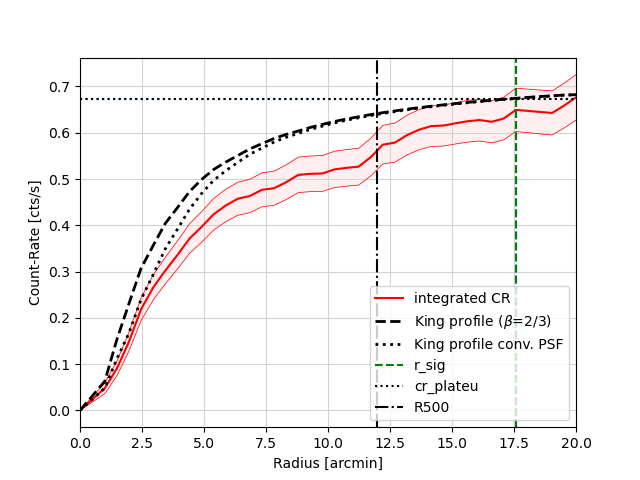 Count-Rate [cts/s]
0.7
0.6
0.5
0.4
0.3
0.2
0.1
0.0
integrated CR
King profile (β=2/3)
King profile conv. PSF
r_sig
cr_plateu
R500
0.0 2.5 5.0 7.5 10.0 12.5 15.0 17.5 20.0
Radius [arcmin]